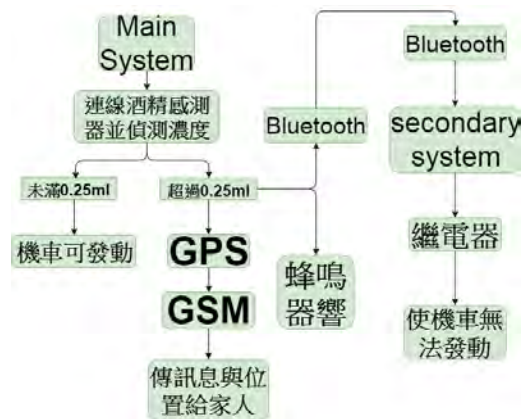 Main
System
連線酒精感測
器並偵測濃度
未滿0.25ml
機車可發動
超過0.25ml
GPS
GSM
傳訊息與位
置給家人
蜂鳴
器響
Bluetooth
Bluetooth
secondary
system
繼電器
使機車無
法發動